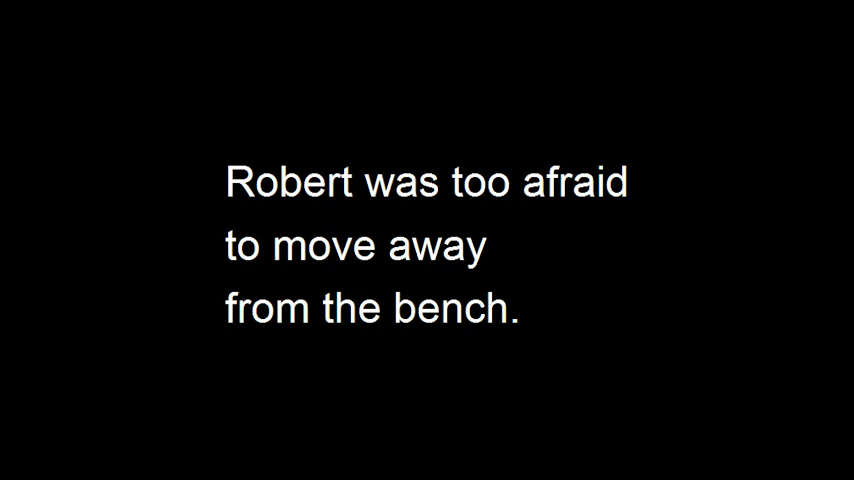 Robert was too afraid
to move away
from the bench.